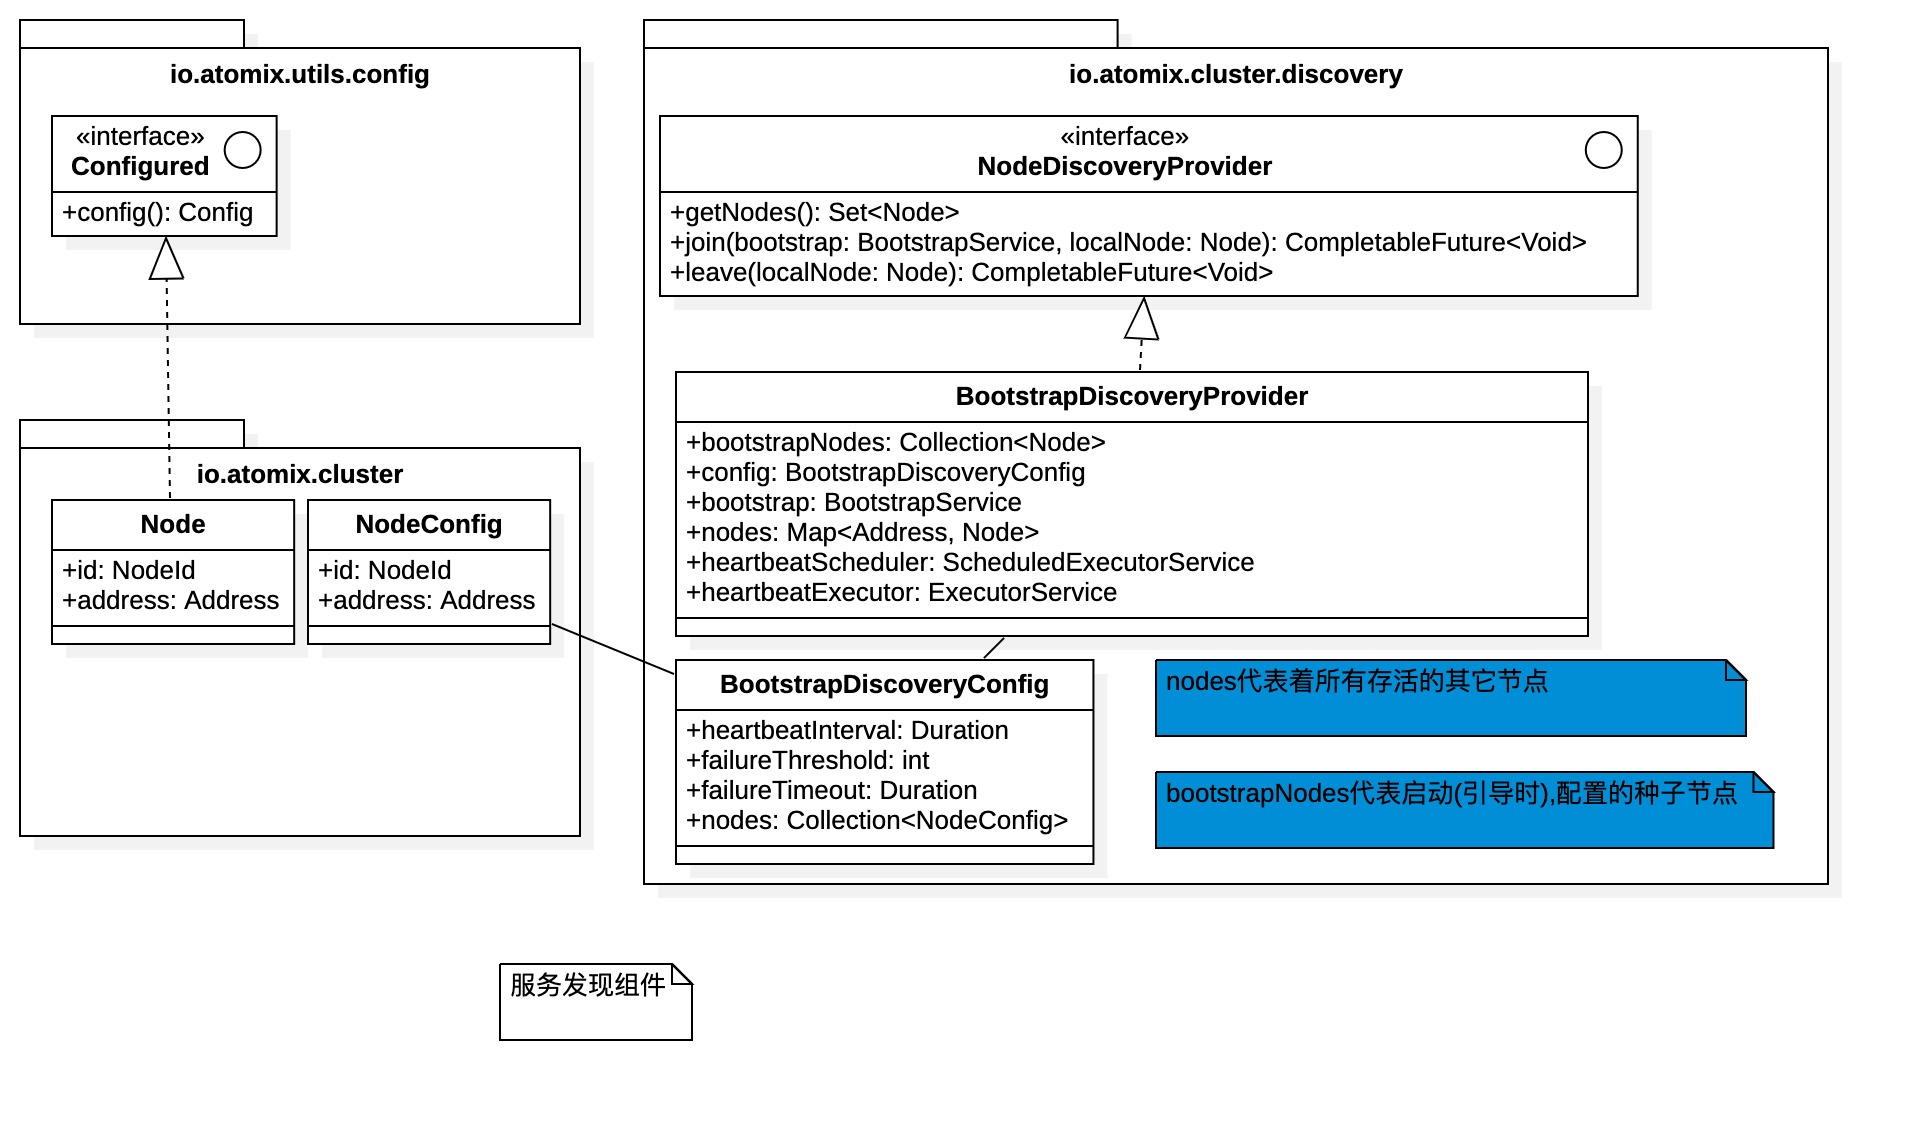 io.atomix.utils.config
«interface»
Configured
+config(): Config
io.atomix.cluster
Node
+id: NodeId
+address: Address
NodeConfig
+id: NodeId
+address: Address
io.atomix.cluster.discovery
«interface»
NodeDiscoveryProvider
+getNodes(): Set<Node>
+join(bootstrap: BootstrapService, localNode: Node): CompletableFuture<Void>
+leave(localNode: Node): CompletableFuture<Void>
BootstrapDiscoveryProvider
+bootstrapNodes: Collection<Node>
+config: BootstrapDiscoveryConfig
+bootstrap: BootstrapService
+nodes: Map<Address, Node>
+heartbeatScheduler: ScheduledExecutorService
+heartbeatExecutor: ExecutorService
BootstrapDiscoveryConfig
+heartbeatInterval: Duration
+failureThreshold: int
+failureTimeout: Duration
+nodes: Collection<NodeConfig>
nodes代表着所有存活的其它节点
bootstrapNodes代表启动(引导时),配置的种子节点
服务发现组件